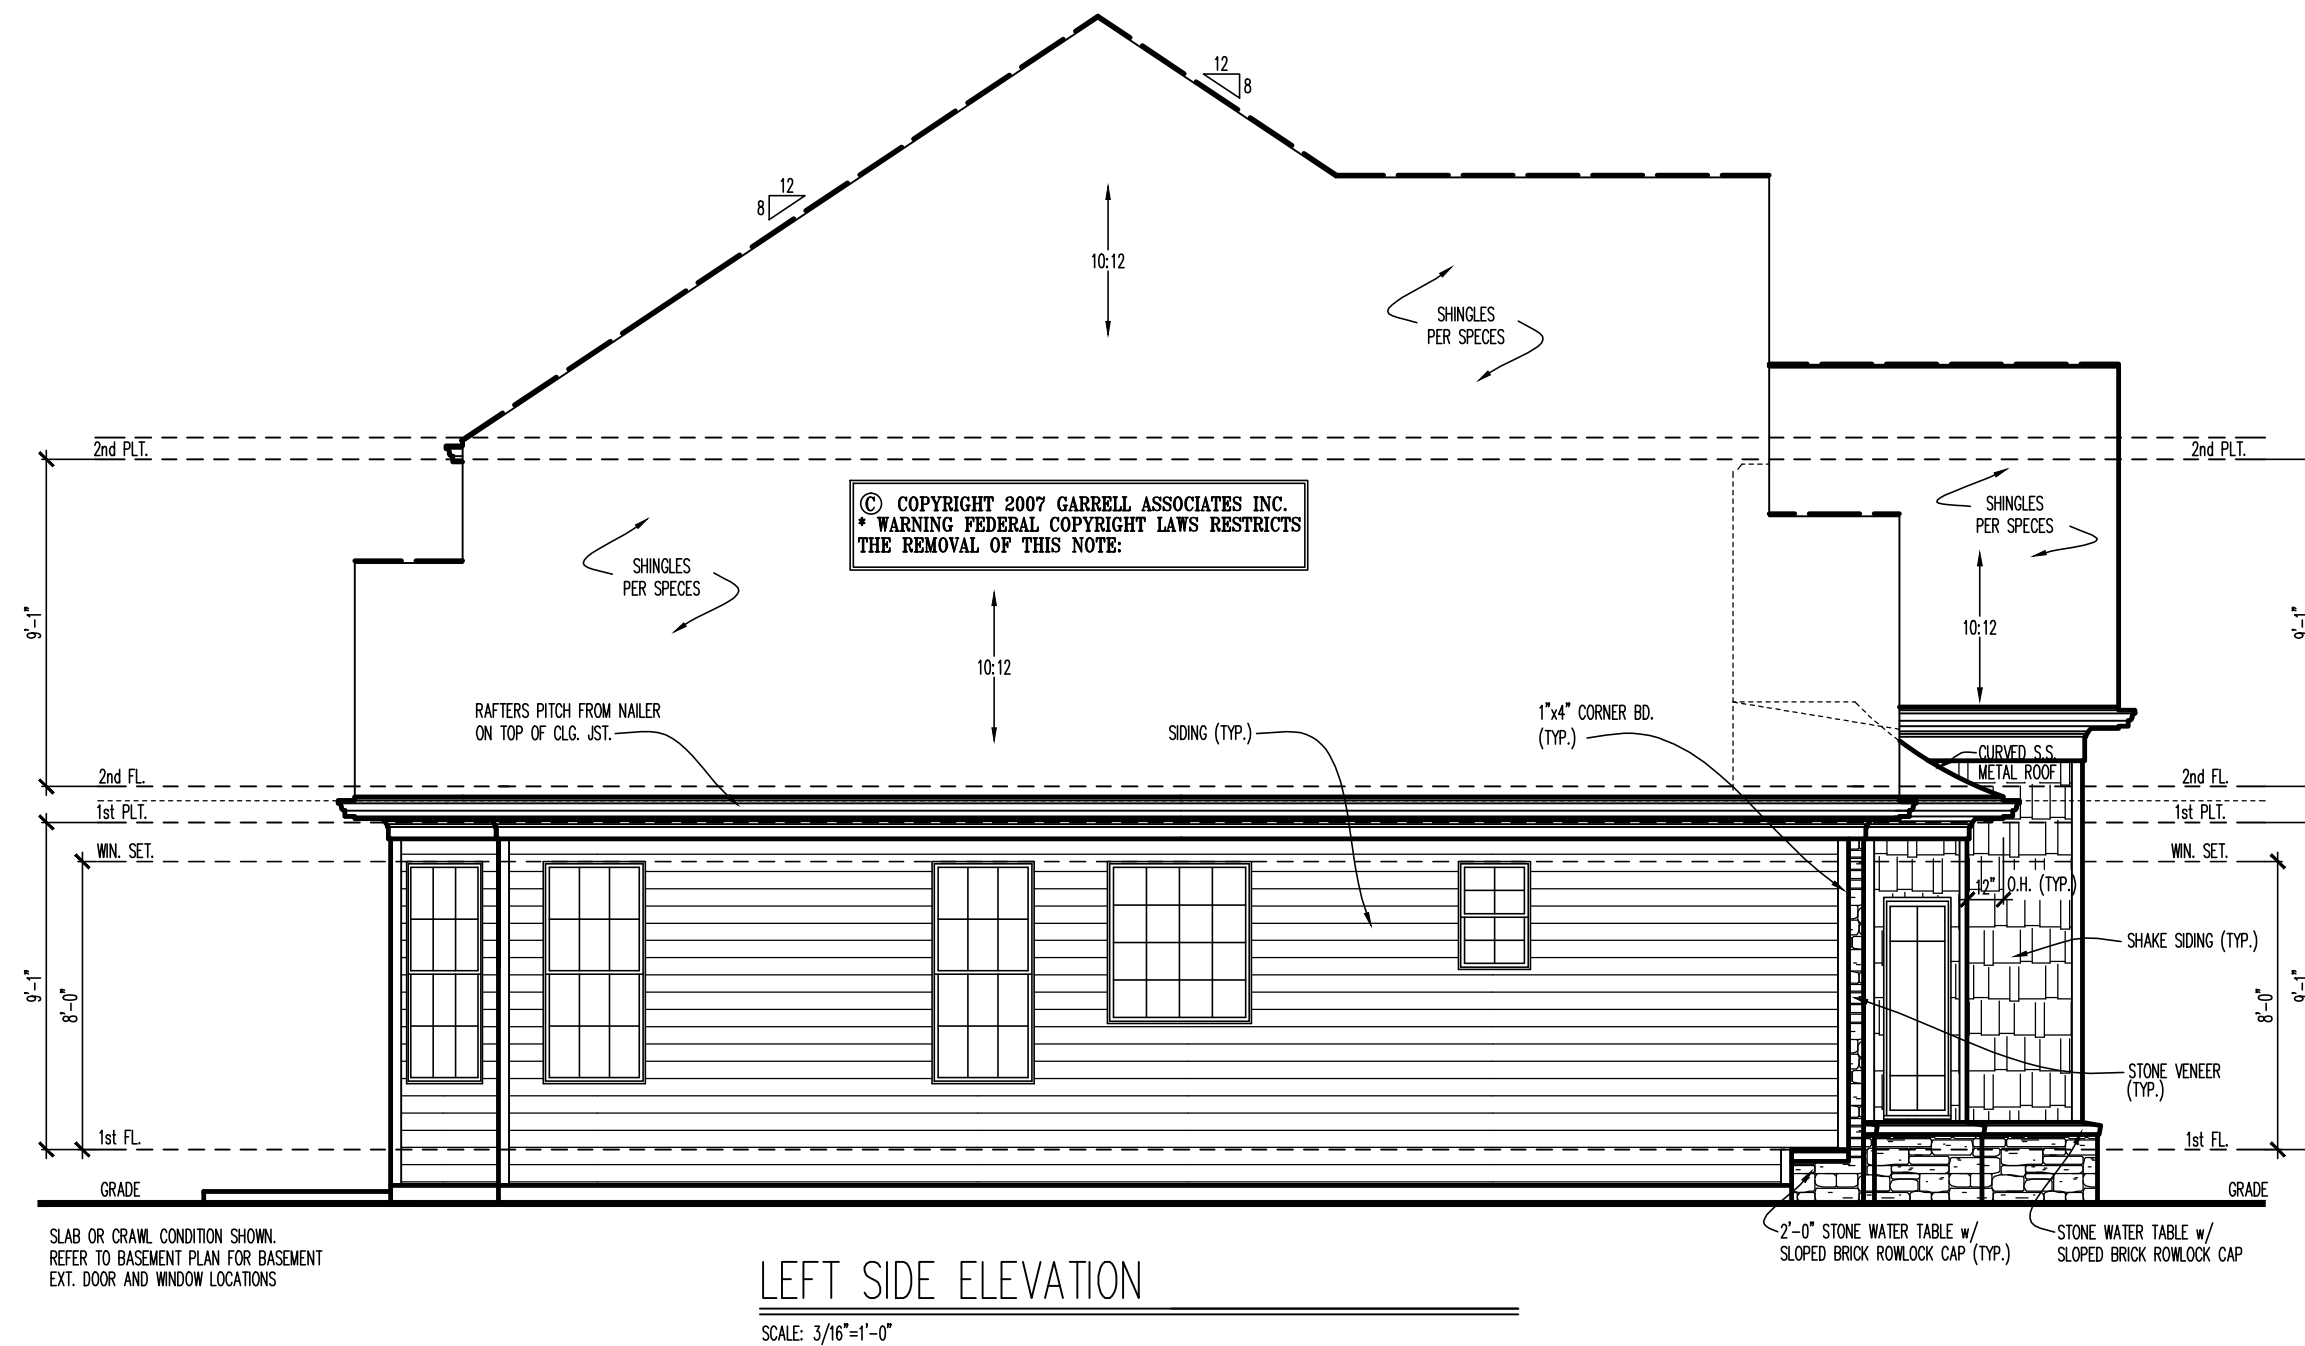 12
8
12
8
10:12
SHINGLES
PER SPECES
2nd PLT.
2nd PLT.
© COPYRIGHT 2007 GARRELL ASSOCIATES INC.
* WARNING FEDERAL COPYRIGHT LAWS RESTRICTS
THE REMOVAL OF THIS NOTE:
SHINGLES
PER SPECES
SHINGLES
PER SPECES
9'-1"
9'-1"
10:12
10:12
RAFTERS PITCH FROM NAILER
ON TOP OF CLG. JST.
SIDING (TYP.)
1"x4" CORNER BD.
(TYP.)
CURVED S.S.
METAL ROOF
2nd FL.
2nd FL.
1st PLT.
1st PLT.
WIN. SET.
WIN. SET.
12" O.H. (TYP.)
SHAKE SIDING (TYP.)
9'-1"
8'-0"
8'-0"
9'-1"
STONE VENEER
(TYP.)
1st FL.
1st FL.
GRADE
GRADE
SLAB OR CRAWL CONDITION SHOWN.
REFER TO BASEMENT PLAN FOR BASEMENT
EXT. DOOR AND WINDOW LOCATIONS
2'-0" STONE WATER TABLE w/
SLOPED BRICK ROWLOCK CAP (TYP.)
STONE WATER TABLE w/
SLOPED BRICK ROWLOCK CAP
LEFT SIDE ELEVATION
SCALE: 3/16"=1'-0"